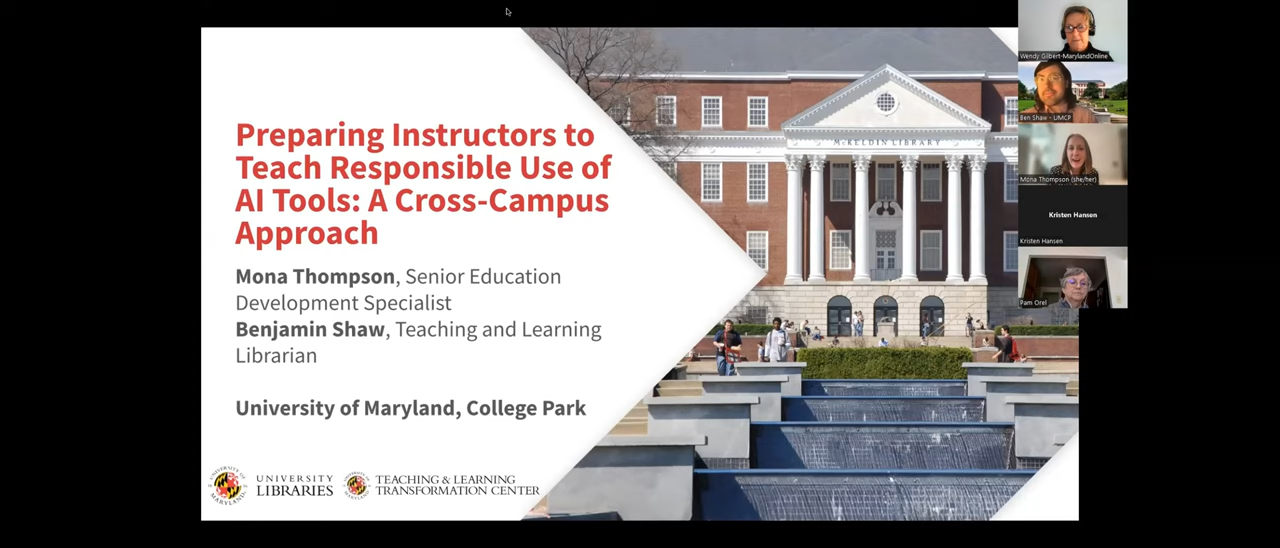 Preparing Instructors to
Teach Responsible Use of
AI Tools: A Cross-Campus
Approach
Mona Thompson, Senior Education
Development Specialist
Benjamin Shaw, Teaching and Learning
Librarian
University of Maryland, College Park
UNIVERSITY
LIBRARIES
TEACHING & LEARNING
TRANSFORMATION CENTER
McKELDIN LIBRARY
Wendy Gilbert-MarylandOnline
Ben Shaw - UMCP
Mona Thompson (she/her)
Kristen Hansen
Kristen Hansen
Pam Orel